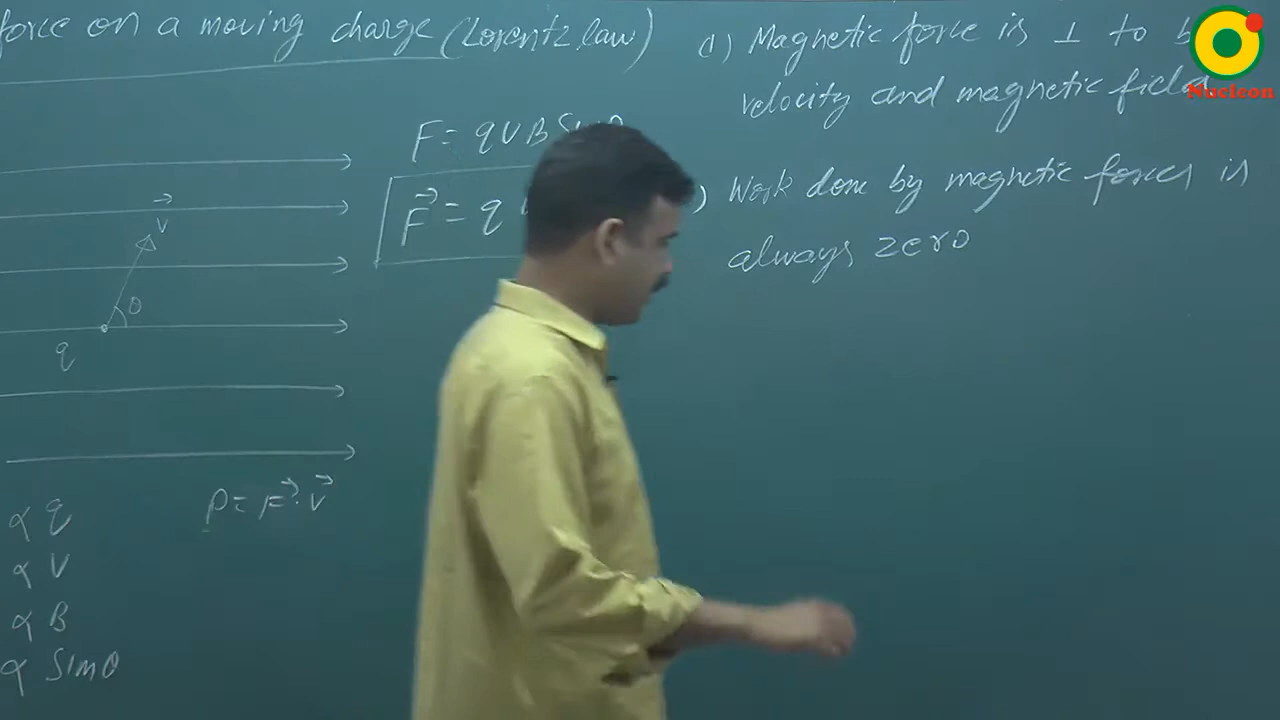 force on a moving charge (Lorentz law)
F = qVB Sinθ
F⃗ = q
V⃗
θ
q
P = F⃗·V⃗
∝ q
∝ V
∝ B
∝ Sinθ
1) Magnetic force is ⊥ to
velocity and magnetic field
) Work done by magnetic forces is
always zero
Nucleon